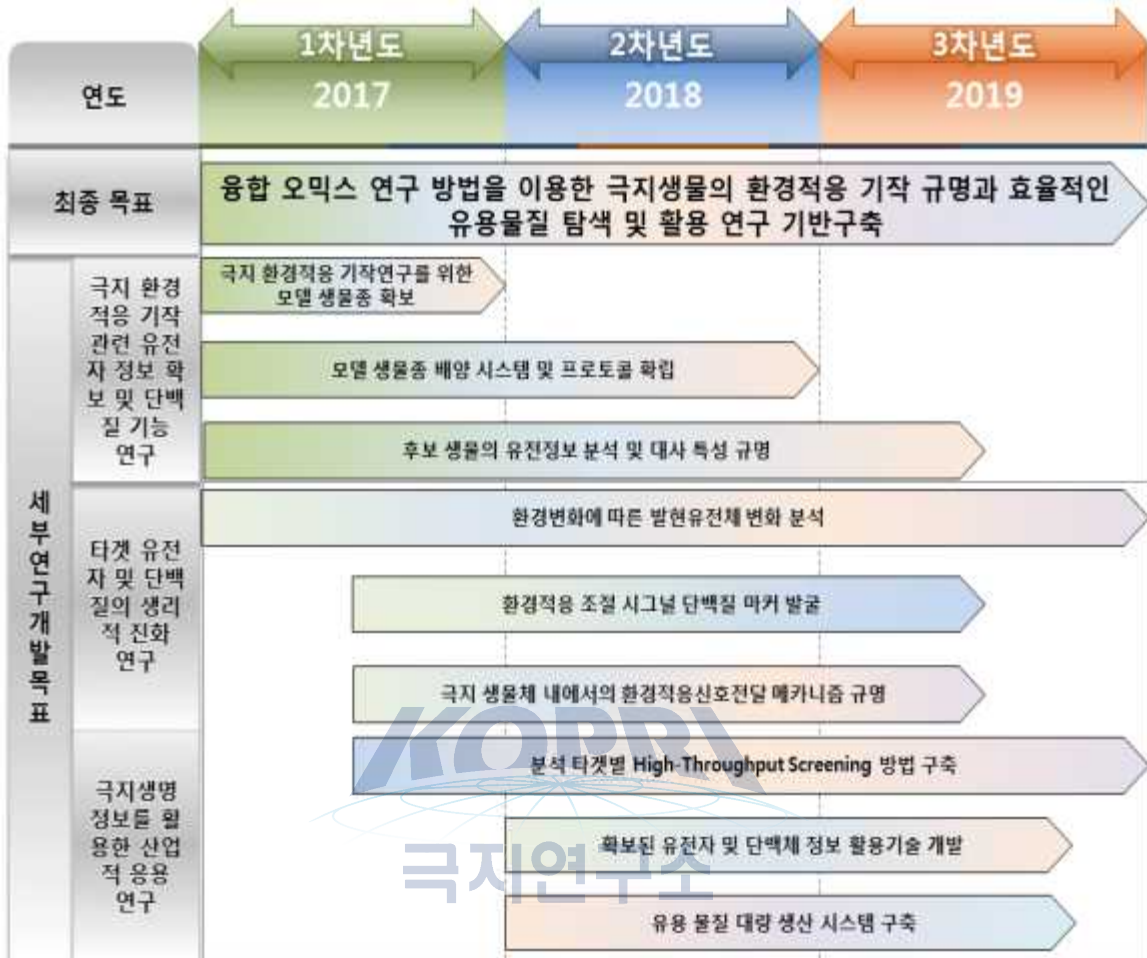 1차년도
2차년도
3차년도
연도
2017
2018
2019
최종 목표
융합 오믹스 연구 방법을 이용한 극지생물의 환경적응 기작 규명과 효율적인
유용물질 탐색 및 활용 연구 기반구축
세
부
연
구
개
발
목
표
극지 환경
적응 기작
관련 유전
자 정보 확
보 및 단백
질 기능
연구
극지 환경적응 기작연구를 위한
모델 생물종 확보
모델 생물종 배양 시스템 및 프로토콜 확립
후보 생물의 유전정보 분석 및 대사 특성 규명
타겟 유전
자 및 단백
질의 생리
적 진화
연구
환경변화에 따른 발현유전체 변화 분석
환경적응 조절 시그널 단백질 마커 발굴
극지 생물체 내에서의 환경적응신호전달 메카니즘 규명
극지생명
정보를 활
용한 산업
적 응용
연구
분석 타겟별 High-Throughput Screening 방법 구축
확보된 유전자 및 단백체 정보 활용기술 개발
유용 물질 대량 생산 시스템 구축
KOPRI
극지연구소